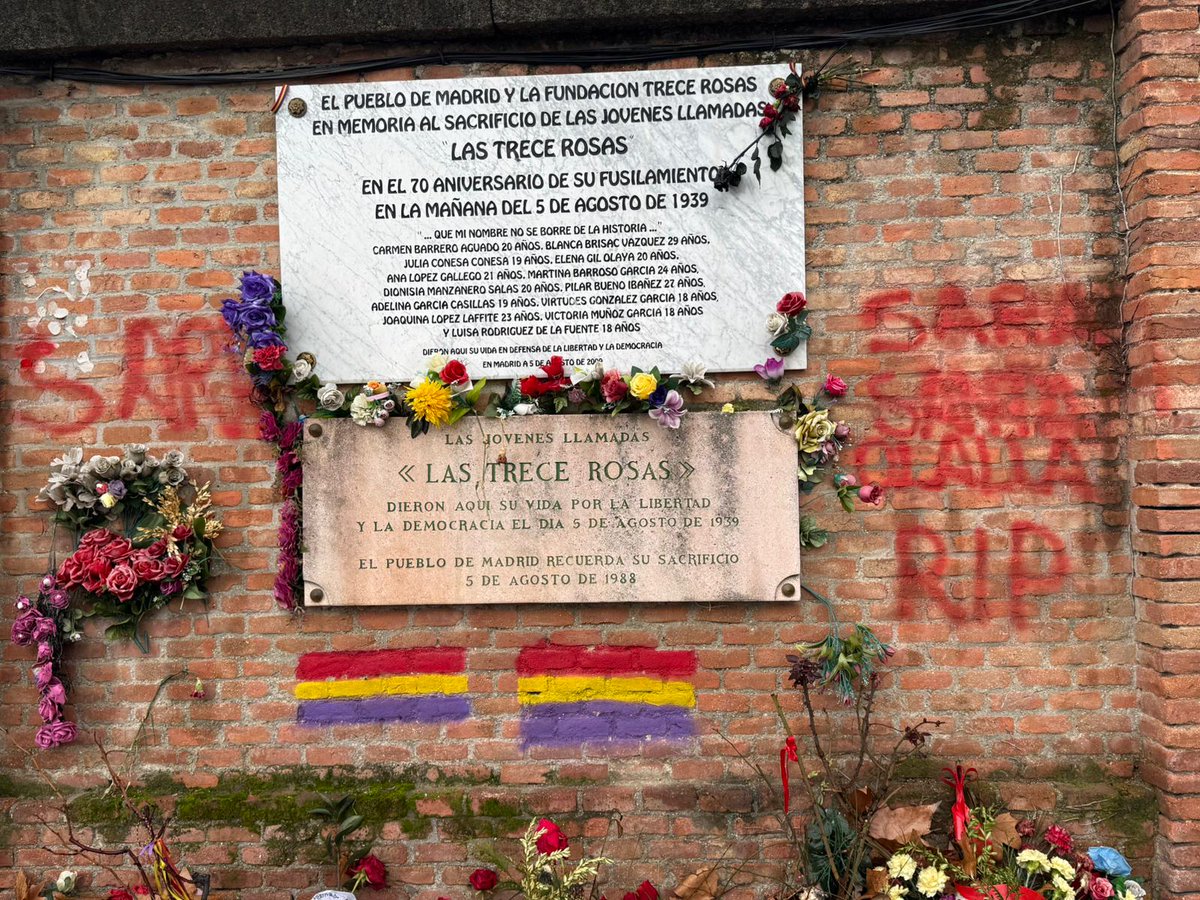 EL PUEBLO DE MADRID Y LA FUNDACION TRECE ROSAS
EN MEMORIA AL SACRIFICIO DE LAS JOVENES LLAMADAS
"LAS TRECE ROSAS"
EN EL 70 ANIVERSARIO DE SU FUSILAMIENTO
EN LA MAÑANA DEL 5 DE AGOSTO DE 1939
"... QUE MI NOMBRE NO SE BORRE DE LA HISTORIA ..."
CARMEN BARRERO AGUADO 20 AÑOS. BLANCA BRISAC VAZQUEZ 29 AÑOS.
JULIA CONESA CONESA 19 AÑOS. ELENA GIL OLAYA 20 AÑOS.
ANA LOPEZ GALLEGO 21 AÑOS. MARTINA BARROSO GARCIA 24 AÑOS,
DIONISIA MANZANERO SALAS 20 AÑOS. PILAR BUENO IBAÑEZ 27 AÑOS.
ADELINA GARCIA CASILLAS 19 AÑOS. VIRTUDES GONZALEZ GARCIA 18 AÑOS,
JOAQUINA LOPEZ LAFFITE 23 AÑOS. VICTORIA MUÑOZ GARCIA 18 AÑOS
Y LUISA RODRIGUEZ DE LA FUENTE 18 AÑOS
DIERON AQUI SU VIDA EN DEFENSA DE LA LIBERTAD Y LA DEMOCRACIA
EN MADRID A 5 DE AGOSTO DE 2009
LAS JOVENES LLAMADAS
« LAS TRECE ROSAS »
DIERON AQUI SU VIDA POR LA LIBERTAD
Y LA DEMOCRACIA EL DIA 5 DE AGOSTO DE 1939
EL PUEBLO DE MADRID RECUERDA SU SACRIFICIO
5 DE AGOSTO DE 1988
RIP